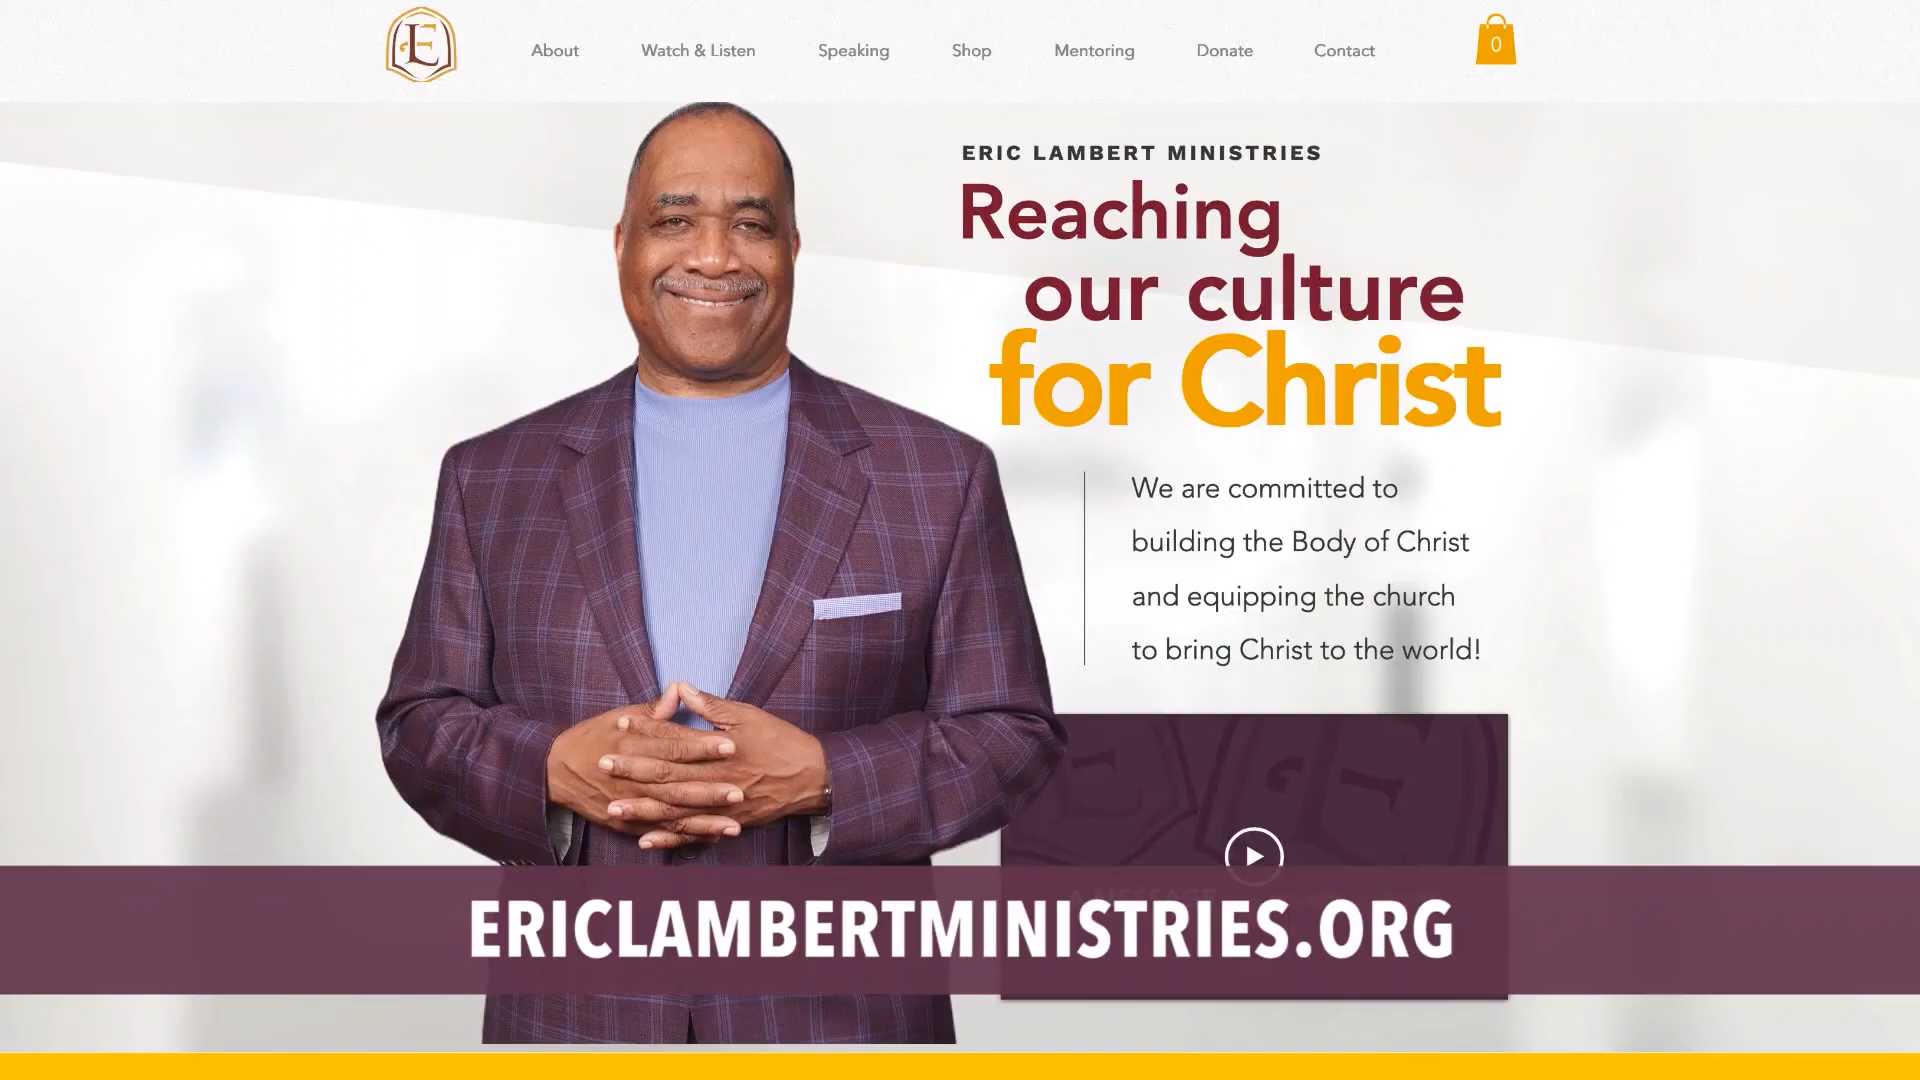 E
About
Watch & Listen
Speaking
Shop
Mentoring
Donate
Contact
0
ERIC LAMBERT MINISTRIES
Reaching
our culture
for Christ
We are committed to
building the Body of Christ
and equipping the church
to bring Christ to the world!
A MESSAGE
ERICLAMBERTMINISTRIES.ORG